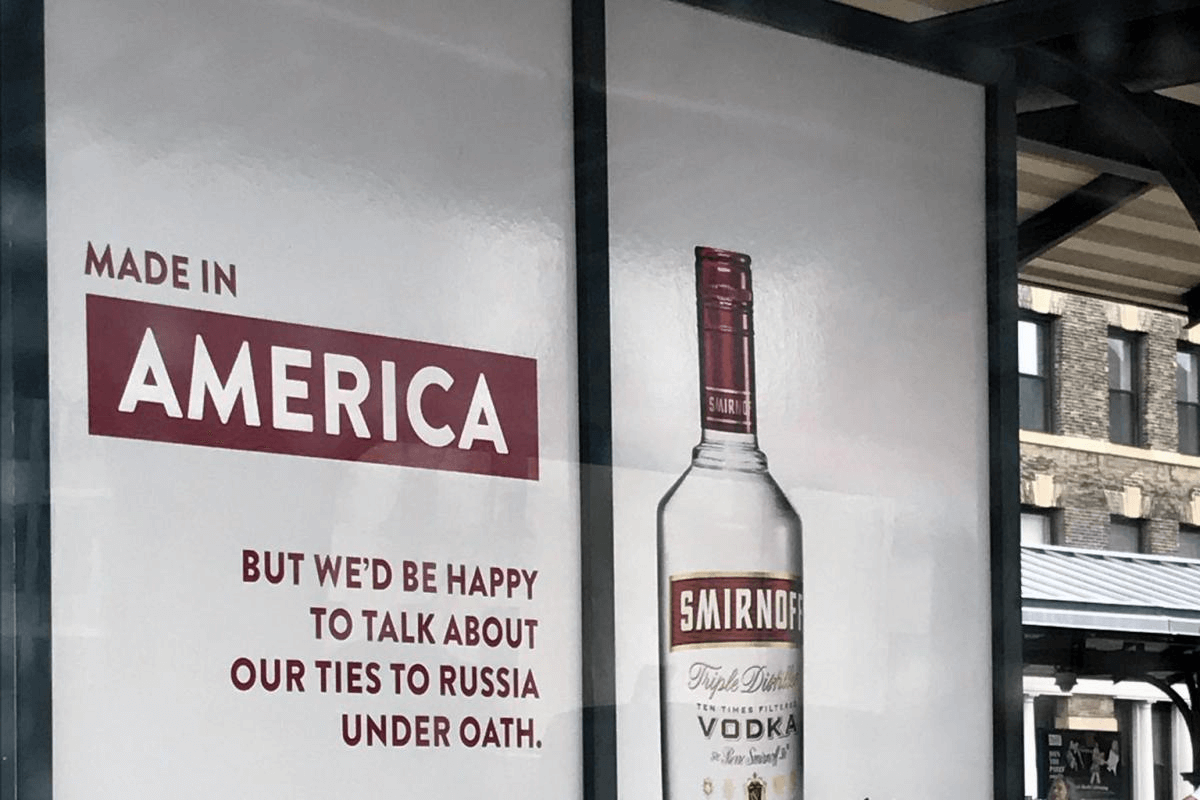 MADE IN
AMERICA
BUT WE'D BE HAPPY
TO TALK ABOUT
OUR TIES TO RUSSIA
UNDER OATH.
SMIRNO
SMIRNOFF
Triple Distilled
TEN TIMES FILTERED
VODKA